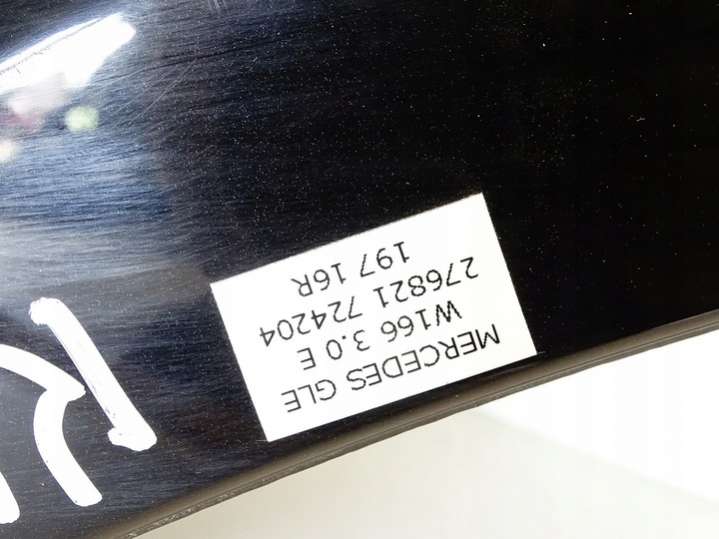 MERCEDES GLE
W166 3.0 E
276821 724204
197 16R